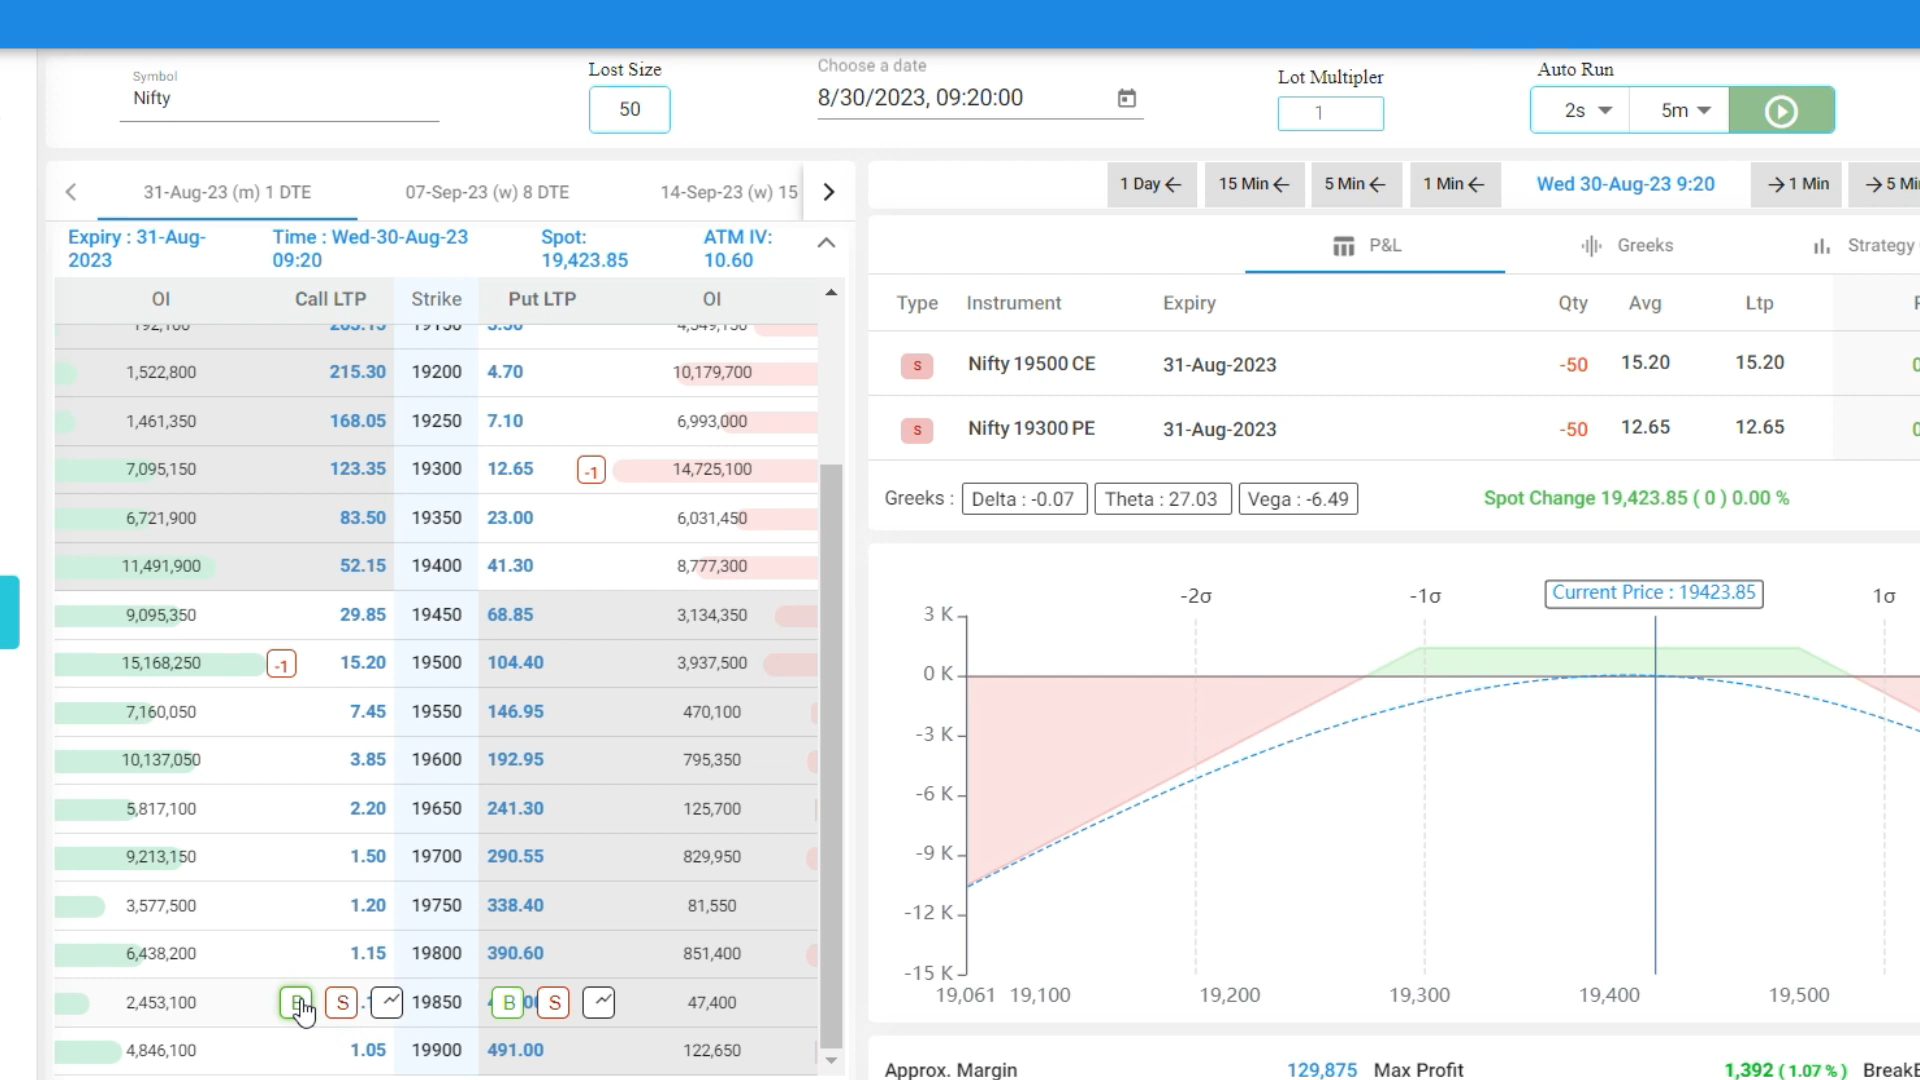 Symbol
Nifty
Lost Size
50
Choose a date
8/30/2023, 09:20:00
Lot Multipler
1
Auto Run
2s 5m
31-Aug-23 (m) 1 DTE 07-Sep-23 (w) 8 DTE 14-Sep-23 (w) 15
Expiry : 31-Aug-2023 Time : Wed-30-Aug-23 09:20 Spot: 19,423.85 ATM IV: 10.60
OI Call LTP Strike Put LTP OI
192,100 263.15 19150 3.50 4,549,150
1,522,800 215.30 19200 4.70 10,179,700
1,461,350 168.05 19250 7.10 6,993,000
7,095,150 123.35 19300 12.65 -1 14,725,100
6,721,900 83.50 19350 23.00 6,031,450
11,491,900 52.15 19400 41.30 8,777,300
9,095,350 29.85 19450 68.85 3,134,350
15,168,250 -1 15.20 19500 104.40 3,937,500
7,160,050 7.45 19550 146.95 470,100
10,137,050 3.85 19600 192.95 795,350
5,817,100 2.20 19650 241.30 125,700
9,213,150 1.50 19700 290.55 829,950
3,577,500 1.20 19750 338.40 81,550
6,438,200 1.15 19800 390.60 851,400
2,453,100 B S 19850 B S 47,400
4,846,100 1.05 19900 491.00 122,650
1 Day← 15 Min← 5 Min← 1 Min← Wed 30-Aug-23 9:20 →1 Min →5 Min
P&L Greeks Strategy
Type Instrument Expiry Qty Avg Ltp
S Nifty 19500 CE 31-Aug-2023 -50 15.20 15.20
S Nifty 19300 PE 31-Aug-2023 -50 12.65 12.65
Greeks : Delta : -0.07 Theta : 27.03 Vega : -6.49 Spot Change 19,423.85 ( 0 ) 0.00 %
-2σ -1σ Current Price : 19423.85 1σ
3 K
0 K
-3 K
-6 K
-9 K
-12 K
-15 K
19,061 19,100 19,200 19,300 19,400 19,500
Approx. Margin 129,875 Max Profit 1,392 ( 1.07 % )